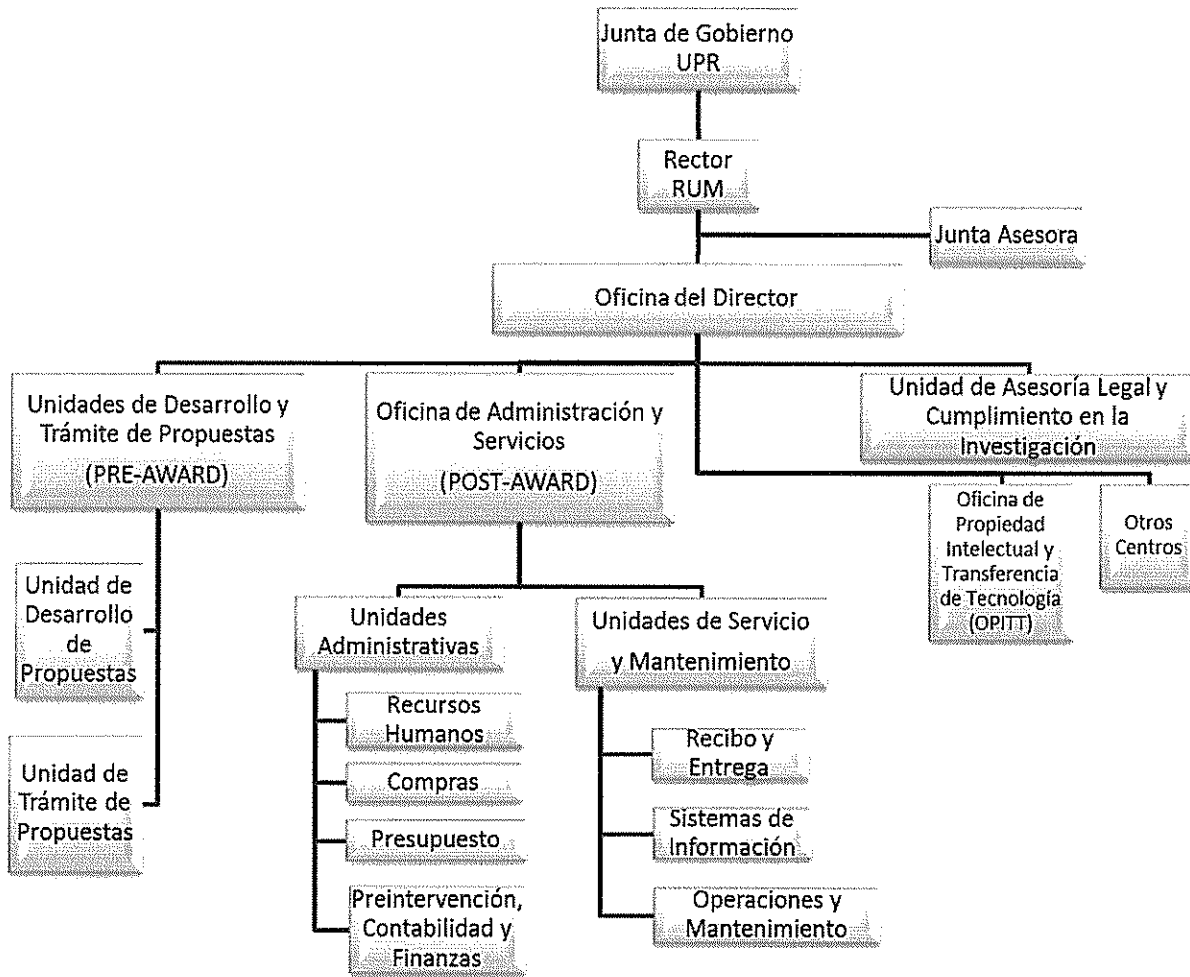 Junta de Gobierno
UPR
Rector
RUM
Junta Asesora
Oficina del Director
Unidades de Desarrollo y
Trámite de Propuestas
(PRE-AWARD)
Oficina de Administración y
Servicios
(POST-AWARD)
Unidad de Asesoría Legal y
Cumplimiento en la
Investigación
Oficina de
Propiedad
Intelectual y
Transferencia
de Tecnología
(OPITT)
Otros
Centros
Unidad de
Desarrollo
de
Propuestas
Unidad de
Trámite de
Propuestas
Unidades
Administrativas
Recursos
Humanos
Compras
Presupuesto
Preintervención,
Contabilidad y
Finanzas
Unidades de Servicio
y Mantenimiento
Recibo y
Entrega
Sistemas de
Información
Operaciones y
Mantenimiento